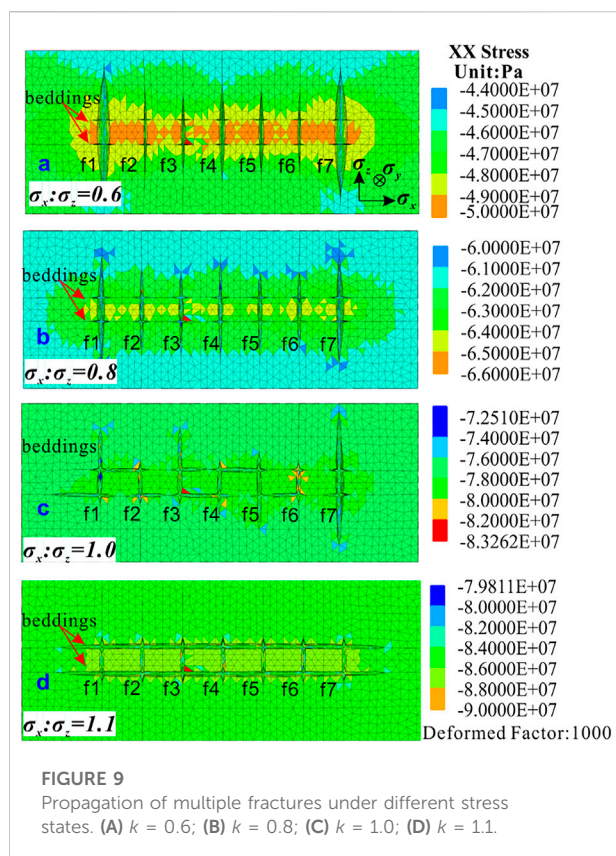 XX Stress
Unit:Pa
-4.4000E+07
-4.5000E+07
-4.6000E+07
-4.7000E+07
-4.8000E+07
-4.9000E+07
-5.0000E+07
beddings
f1 f2 f3 f4 f5 f6 f7
a
σx:σz=0.6
σz
σy
σx
-6.0000E+07
-6.1000E+07
-6.2000E+07
-6.3000E+07
-6.4000E+07
-6.5000E+07
-6.6000E+07
beddings
f1 f2 f3 f4 f5 f6 f7
b
σx:σz=0.8
-7.2510E+07
-7.4000E+07
-7.6000E+07
-7.8000E+07
-8.0000E+07
-8.2000E+07
-8.3262E+07
beddings
f1 f2 f3 f4 f5 f6 f7
c
σx:σz=1.0
-7.9811E+07
-8.0000E+07
-8.2000E+07
-8.4000E+07
-8.6000E+07
-8.8000E+07
-9.0000E+07
beddings
f1 f2 f3 f4 f5 f6 f7
d
σx:σz=1.1
Deformed Factor:1000
FIGURE 9
Propagation of multiple fractures under different stress
states. (A) k = 0.6; (B) k = 0.8; (C) k = 1.0; (D) k = 1.1.